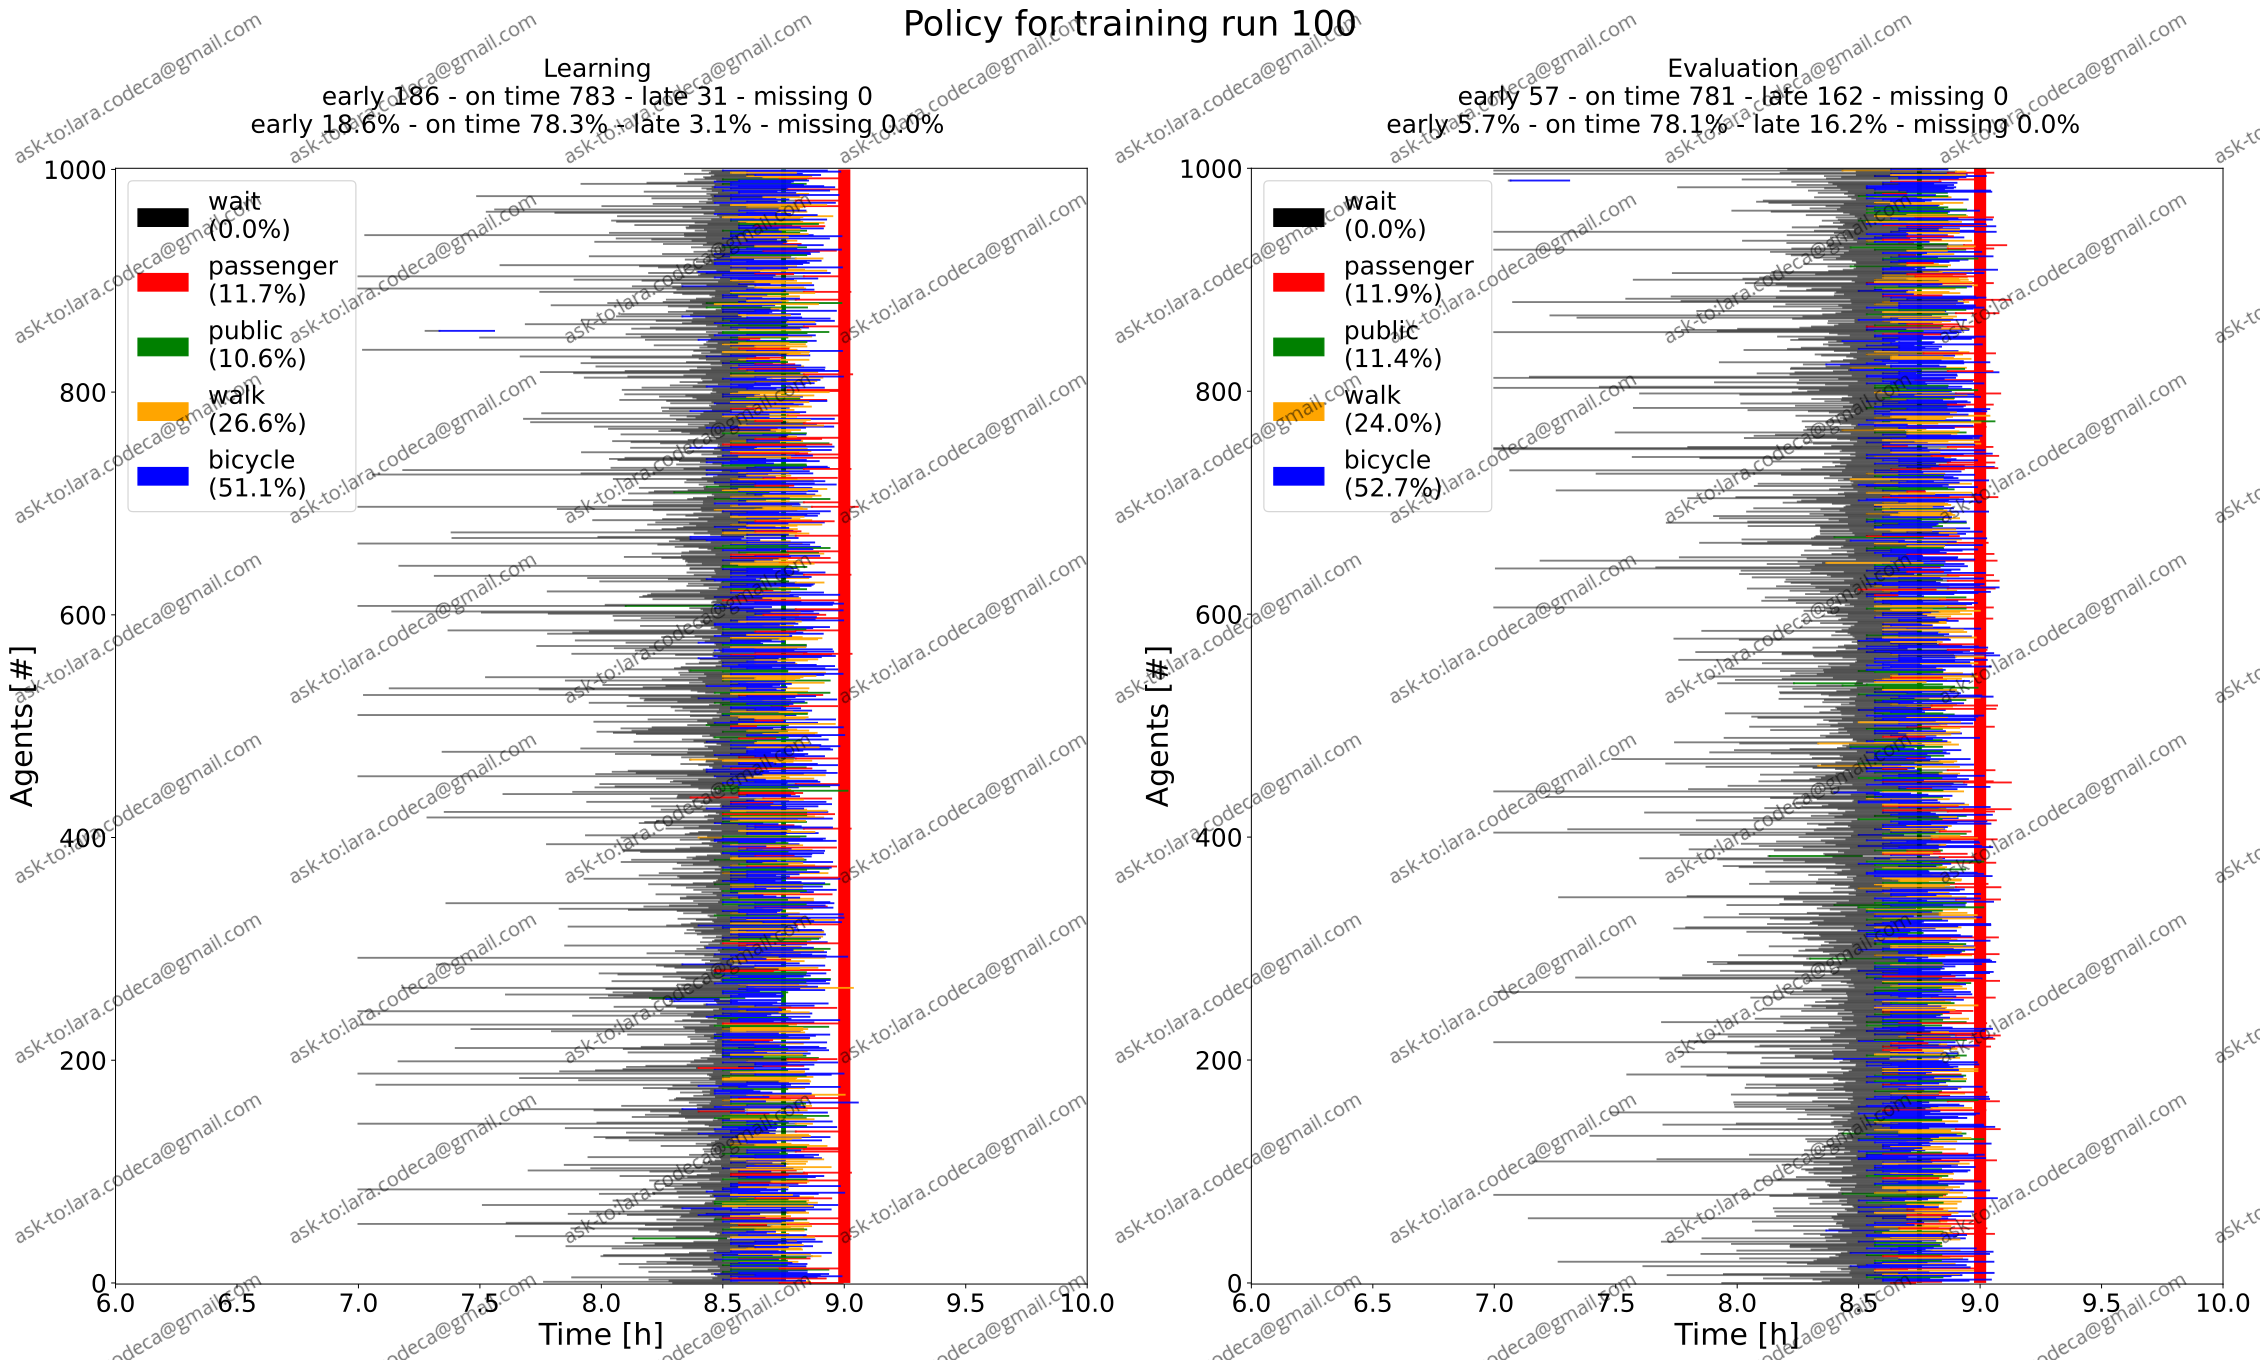 Policy for training run 100
Learning
early 186 - on time 783 - late 31 - missing 0
early 18.6% - on time 78.3% - late 3.1% - missing 0.0%
1000
800
600
400
200
0
Agents [#]
wait
(0.0%)
passenger
(11.7%)
public
(10.6%)
walk
(26.6%)
bicycle
(51.1%)
6.0 6.5 7.0 7.5 8.0 8.5 9.0 9.5 10.0
Time [h]
Evaluation
early 57 - on time 781 - late 162 - missing 0
early 5.7% - on time 78.1% - late 16.2% - missing 0.0%
1000
800
600
400
200
0
Agents [#]
wait
(0.0%)
passenger
(11.9%)
public
(11.4%)
walk
(24.0%)
bicycle
(52.7%)
6.0 6.5 7.0 7.5 8.0 8.5 9.0 9.5 10.0
Time [h]
ask-to:lara.codeca@gmail.com